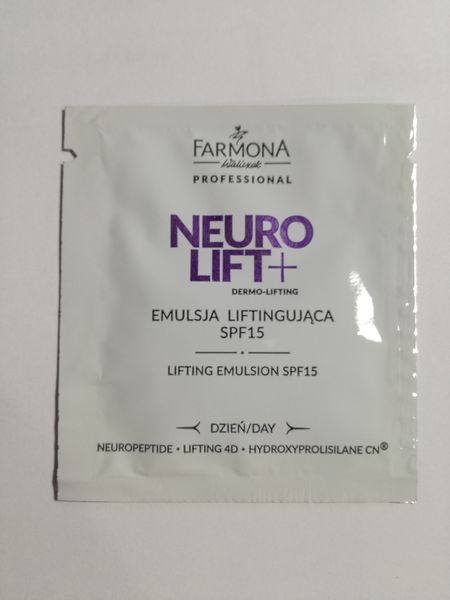 FARMONA
Wálczak
PROFESSIONAL
NEURO
LIFT+
DERMO-LIFTING
EMULSJA LIFTINGUJĄCA
SPF15
LIFTING EMULSION SPF15
DZIEŃ/DAY
NEUROPEPTIDE • LIFTING 4D • HYDROXYPROLISILANE CN®